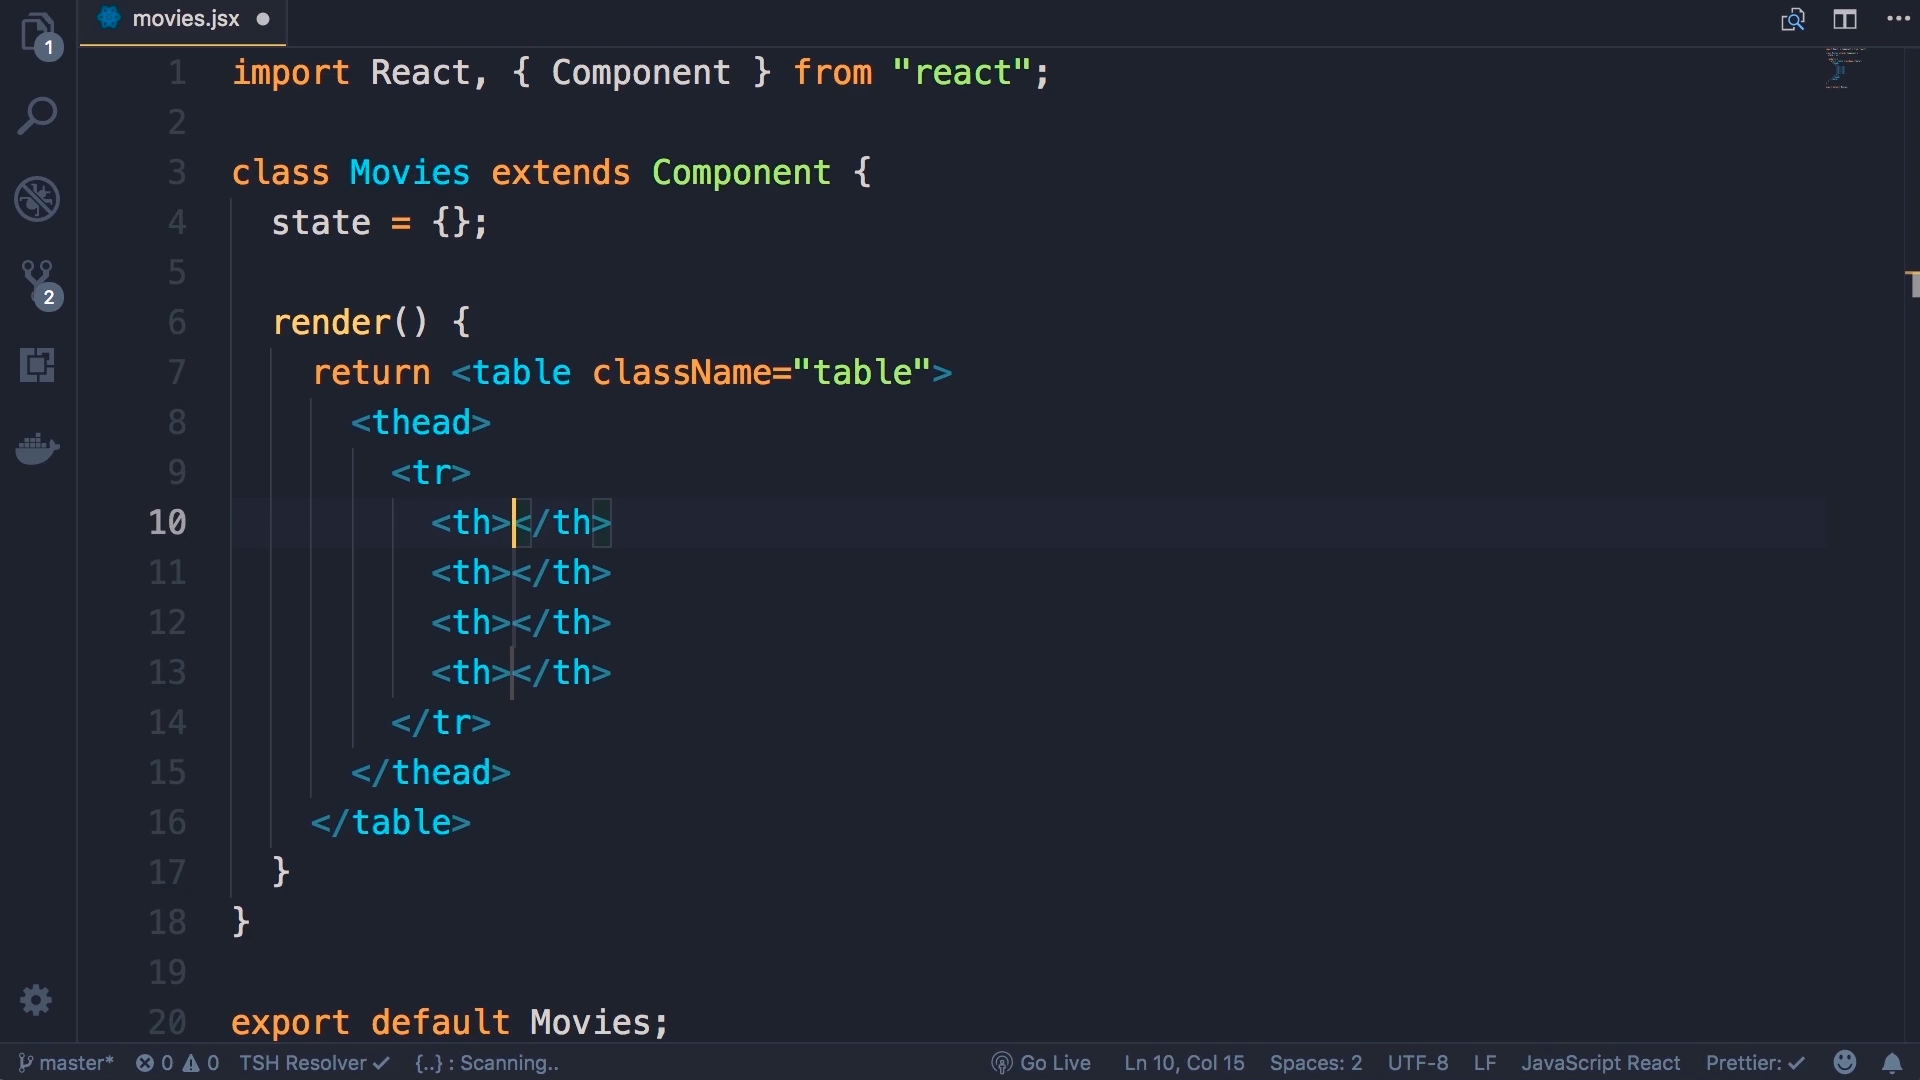 movies.jsx
1
1 import React, { Component } from "react";
2
3 class Movies extends Component {
4 state = {};
5
6 render() {
7 return <table className="table">
8 <thead>
9 <tr>
10 <th></th>
11 <th></th>
12 <th></th>
13 <th></th>
14 </tr>
15 </thead>
16 </table>
17 }
18 }
19
20 export default Movies;
2
master* 0 0 TSH Resolver ✓ {..} : Scanning.. Go Live Ln 10, Col 15 Spaces: 2 UTF-8 LF JavaScript React Prettier: ✓